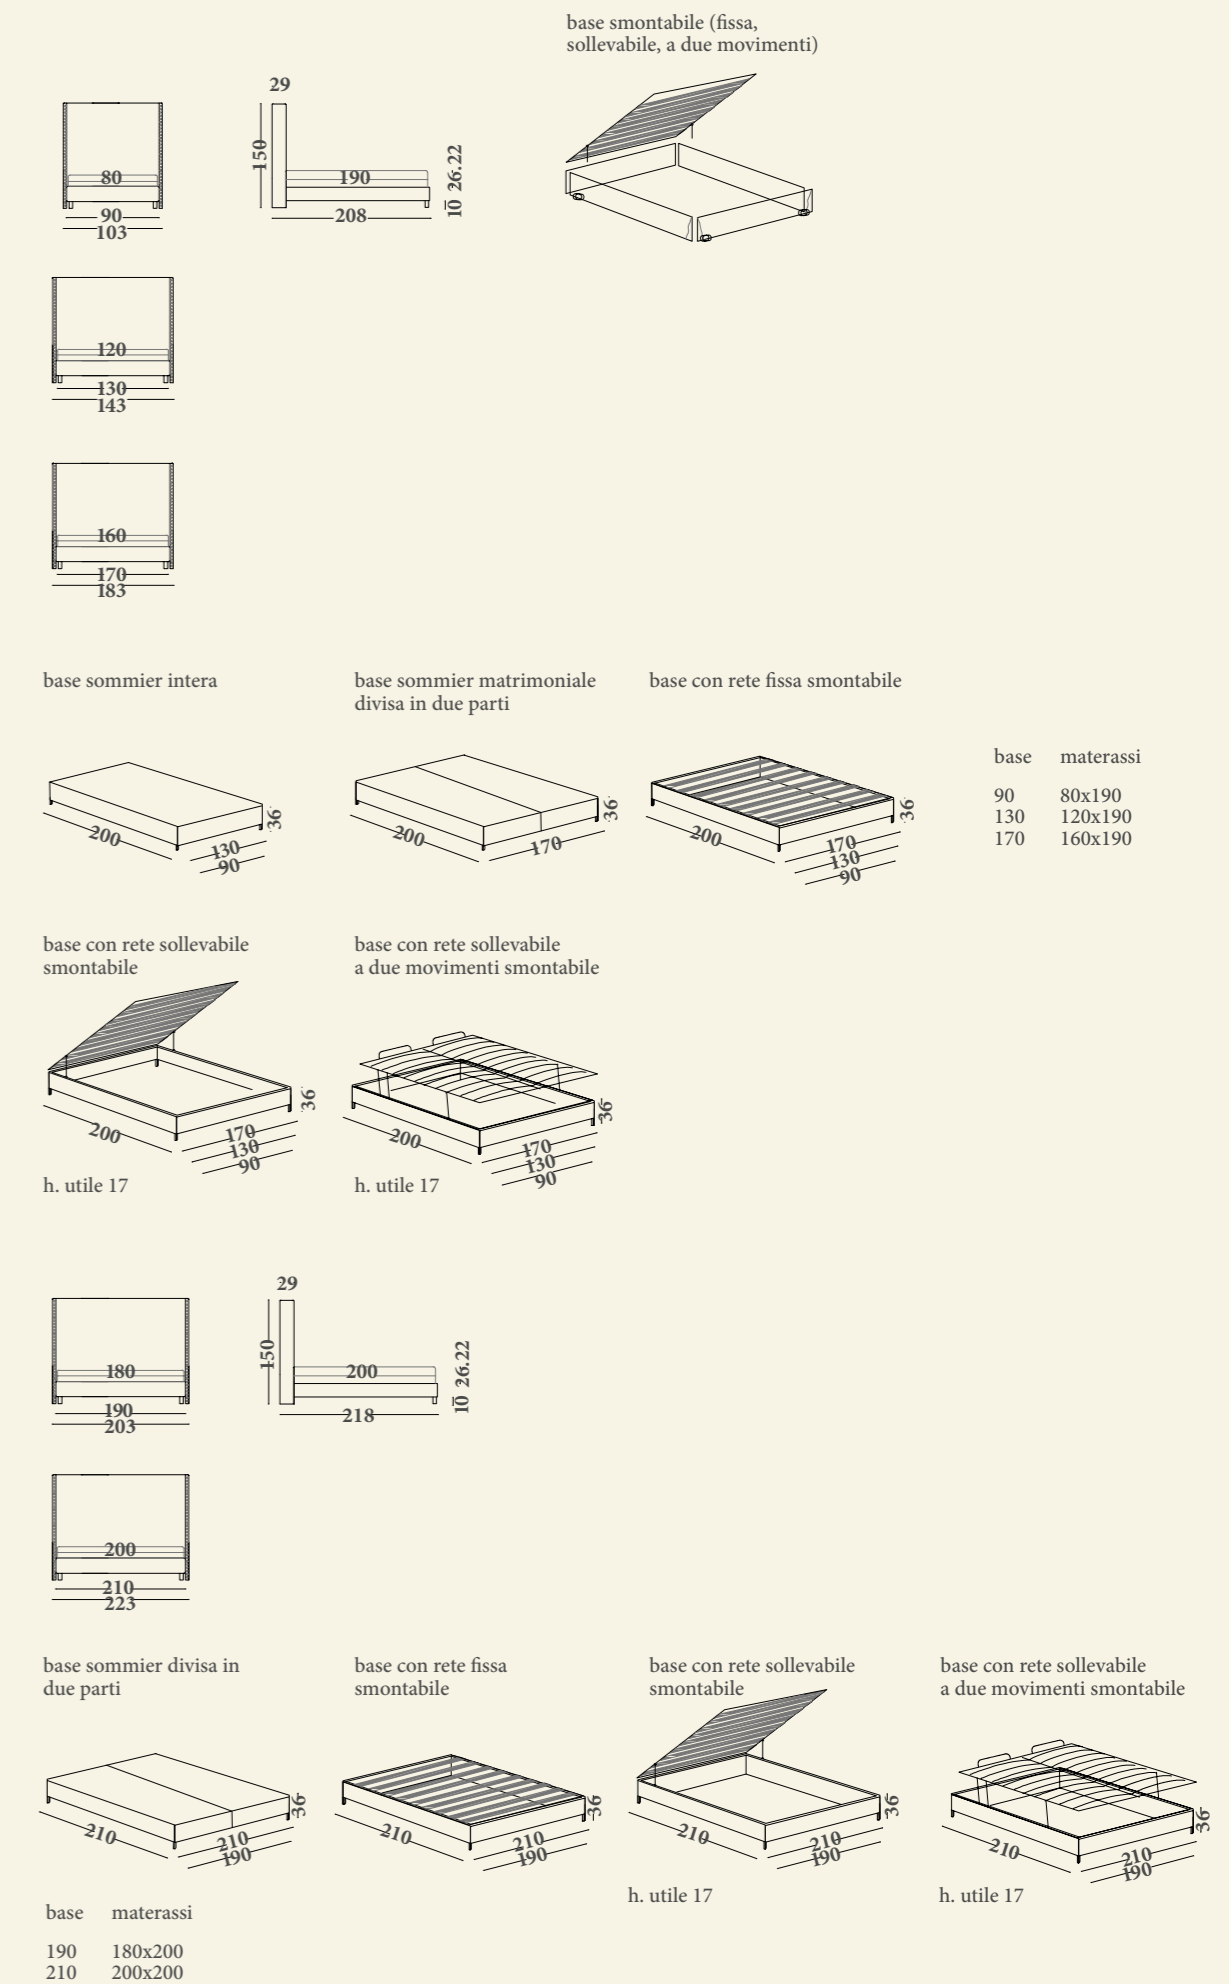 base smontabile (fissa,
sollevabile, a due movimenti)
80
90
103
29
150
190
208
10 26.22
120
130
143
160
170
183
base sommier intera
200
130
90
36
base sommier matrimoniale
divisa in due parti
200
170
36
base con rete fissa smontabile
200
170
130
90
36
base materassi
90 80x190
130 120x190
170 160x190
base con rete sollevabile
smontabile
200
170
130
90
36
h. utile 17
base con rete sollevabile
a due movimenti smontabile
200
170
130
90
36
h. utile 17
180
190
203
29
150
200
218
10 26.22
200
210
223
base sommier divisa in
due parti
210
210
190
36
base con rete fissa
smontabile
210
210
190
36
base con rete sollevabile
smontabile
210
210
190
36
h. utile 17
base con rete sollevabile
a due movimenti smontabile
210
210
190
36
h. utile 17
base materassi
190 180x200
210 200x200